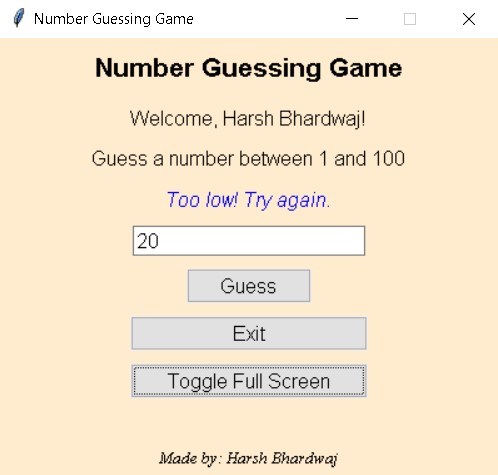 Number Guessing Game
Number Guessing Game
Welcome, Harsh Bhardwaj!
Guess a number between 1 and 100
Too low! Try again.
20
Guess
Exit
Toggle Full Screen
Made by: Harsh Bhardwaj